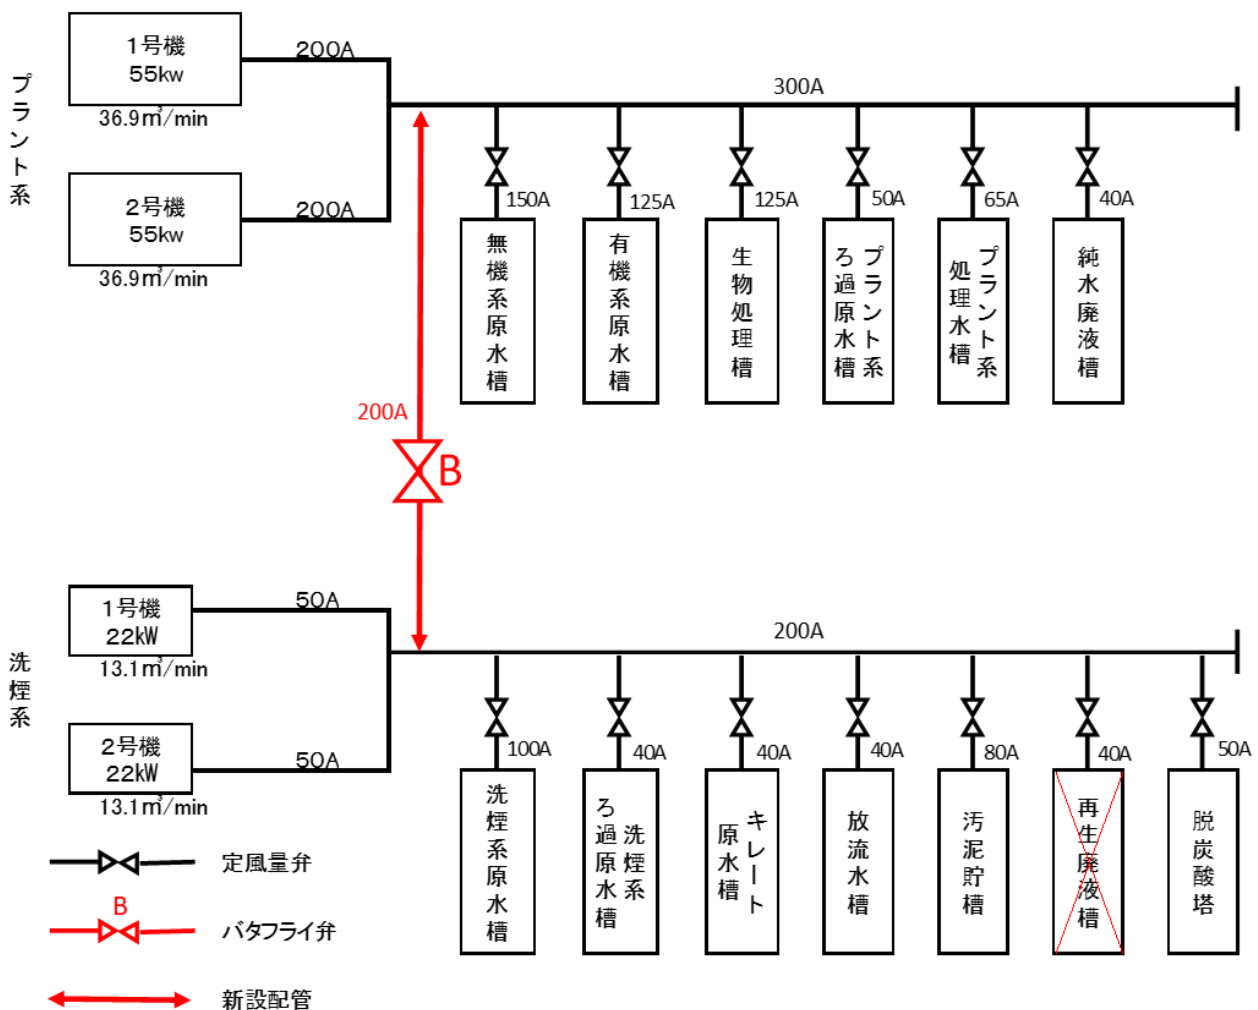 プラント系
1号機
55kw
36.9㎥/min
200A
2号機
55kw
36.9㎥/min
200A
300A
150A
125A
125A
50A
65A
40A
無機系原水槽
有機系原水槽
生物処理槽
プラント系
ろ過原水槽
プラント系
処理水槽
純水廃液槽
200A
B
洗煙系
1号機
22kW
13.1㎥/min
50A
2号機
22kW
13.1㎥/min
50A
200A
100A
40A
40A
40A
80A
40A
50A
洗煙系原水槽
洗煙系
ろ過原水槽
キレート
原水槽
放流水槽
汚泥貯槽
再生廃液槽
脱炭酸塔
定風量弁
B
バタフライ弁
新設配管